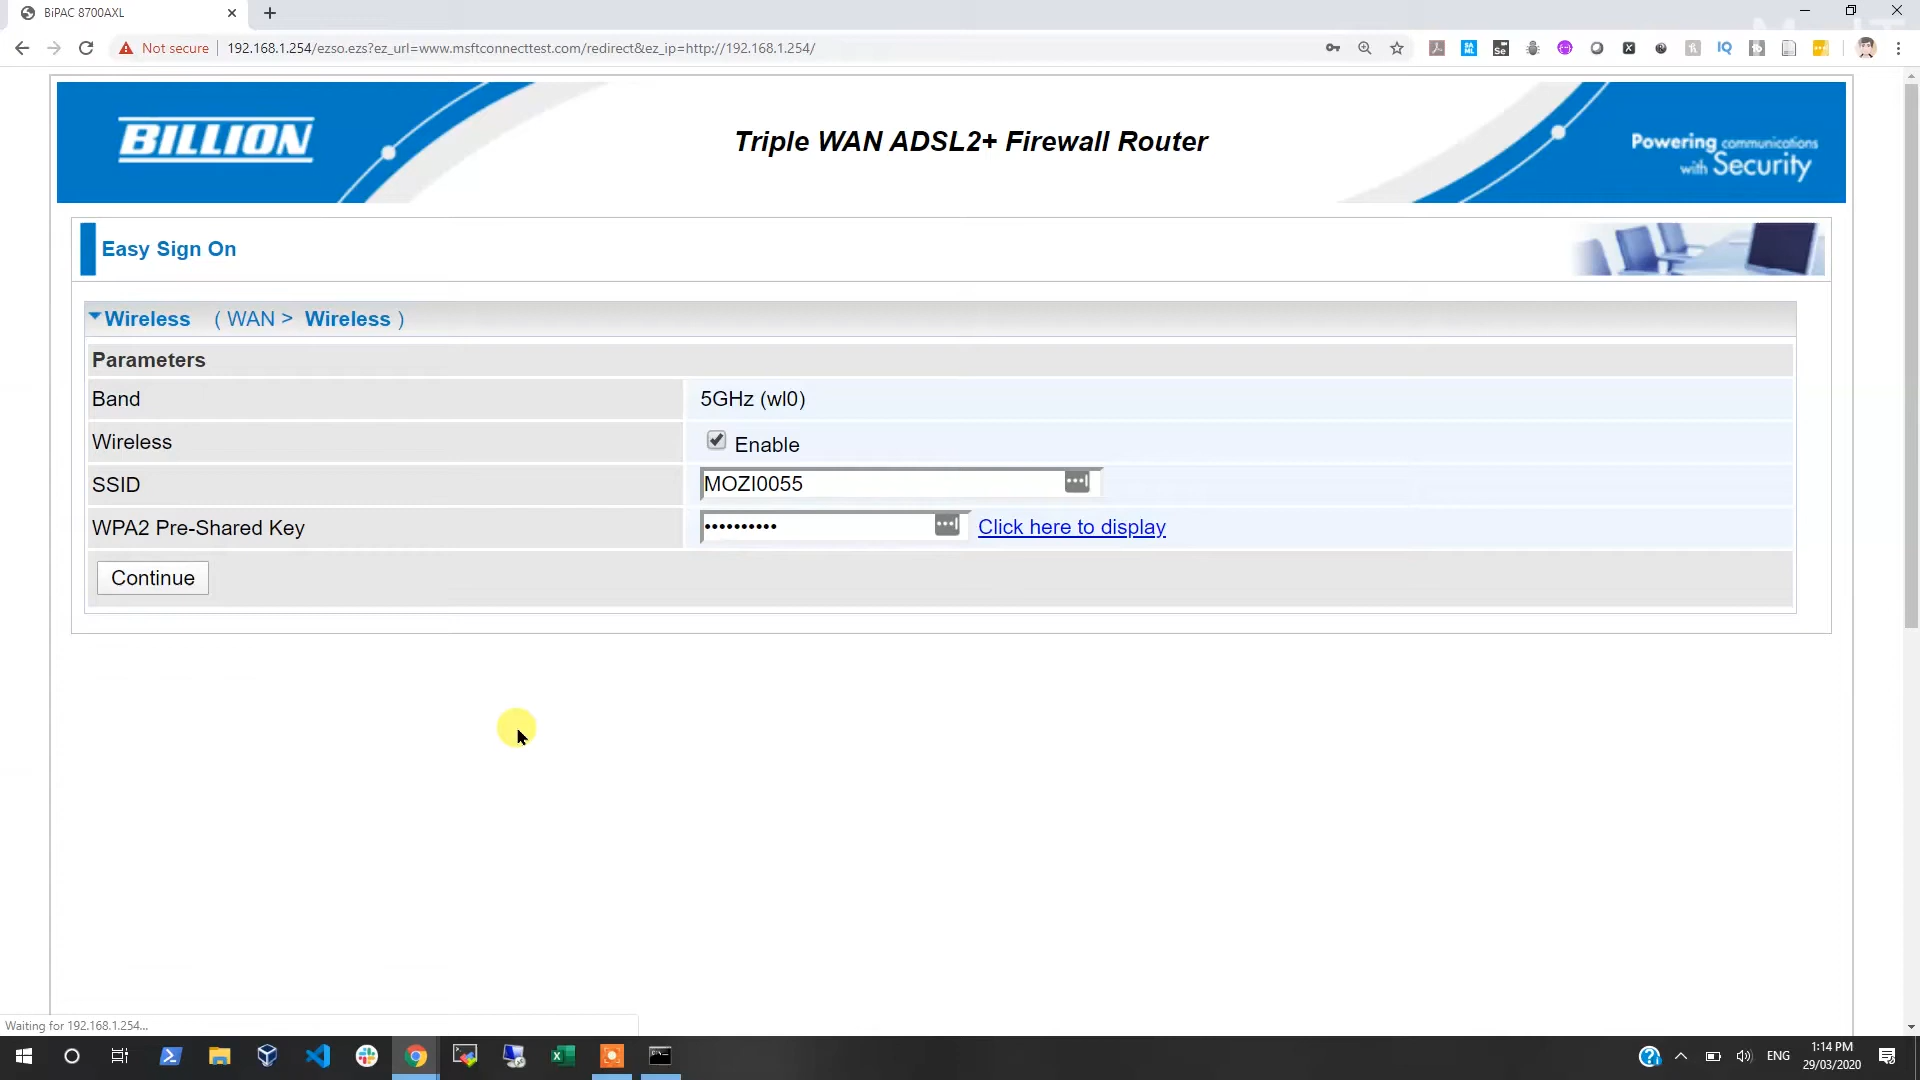 BiPAC 8700AXL
Not secure
192.168.1.254/ezso.ezs?ez_url=www.msftconnecttest.com/redirect&ez_ip=http://192.168.1.254/
BILLION
Triple WAN ADSL2+ Firewall Router
Powering communications
with Security
Easy Sign On
Wireless ( WAN > Wireless )
Parameters
Band
5GHz (wl0)
Wireless
Enable
SSID
MOZI0055
WPA2 Pre-Shared Key
••••••••••
Click here to display
Continue
Waiting for 192.168.1.254...
ENG
1:14 PM
29/03/2020